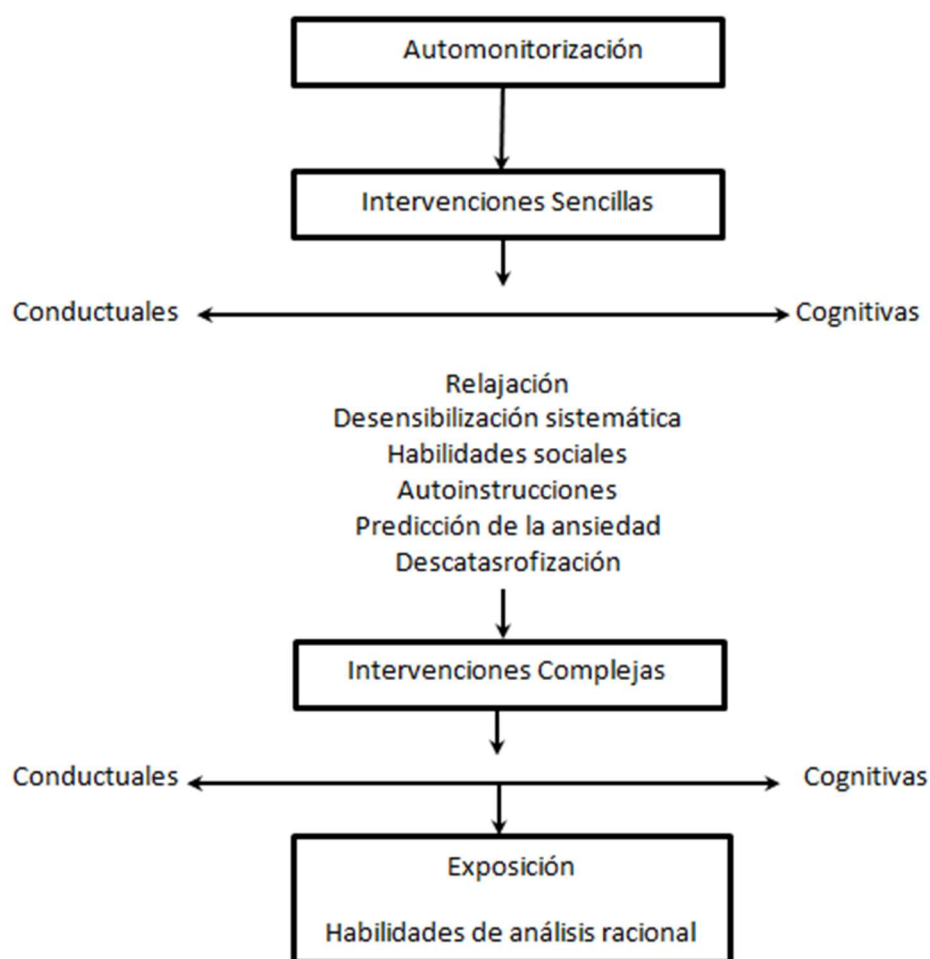 Automonitorización
Intervenciones Sencillas
Conductuales
Cognitivas
Relajación
Desensibilización sistemática
Habilidades sociales
Autoinstrucciones
Predicción de la ansiedad
Descatasrofización
Intervenciones Complejas
Conductuales
Cognitivas
Exposición
Habilidades de análisis racional